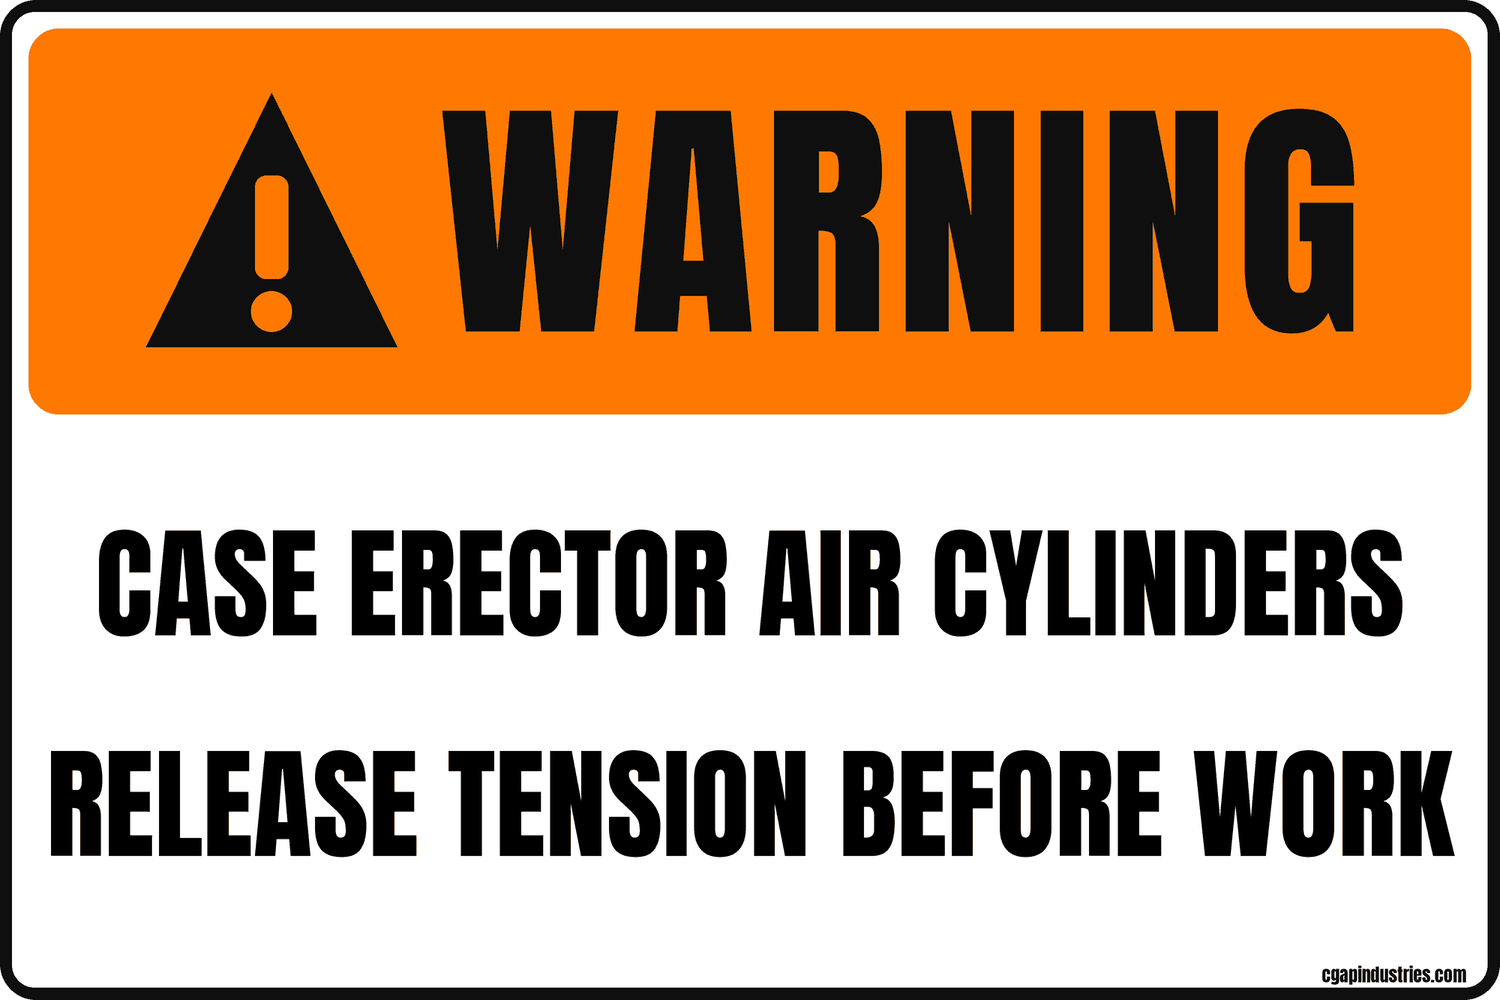 WARNING
CASE ERECTOR AIR CYLINDERS
RELEASE TENSION BEFORE WORK
cgapindustries.com